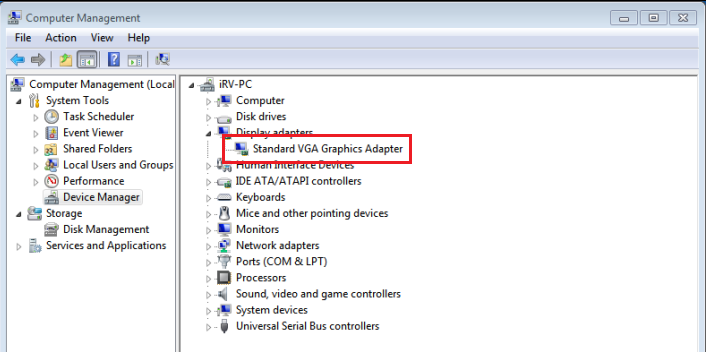 Computer Management
File Action View Help
Computer Management (Local
System Tools
Task Scheduler
Event Viewer
Shared Folders
Local Users and Groups
Performance
Device Manager
Storage
Disk Management
Services and Applications
iRV-PC
Computer
Disk drives
Display adapters
Standard VGA Graphics Adapter
Human Interface Devices
IDE ATA/ATAPI controllers
Keyboards
Mice and other pointing devices
Monitors
Network adapters
Ports (COM & LPT)
Processors
Sound, video and game controllers
System devices
Universal Serial Bus controllers